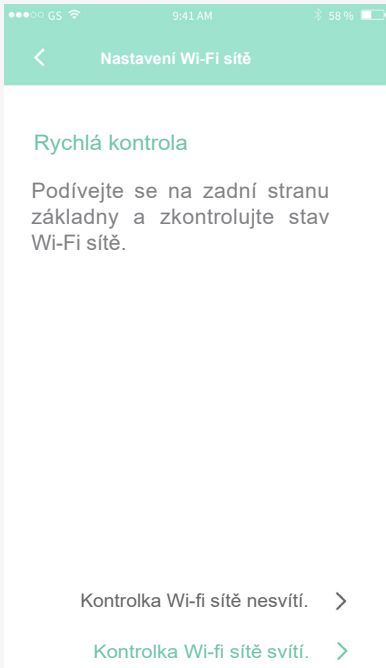 GS 9:41 AM 58 %
Nastavení Wi-Fi sítě
Rychlá kontrola
Podívejte se na zadní stranu
základny a zkontrolujte stav
Wi-Fi sítě.
Kontrolka Wi-fi sítě nesvítí.
Kontrolka Wi-fi sítě svítí.